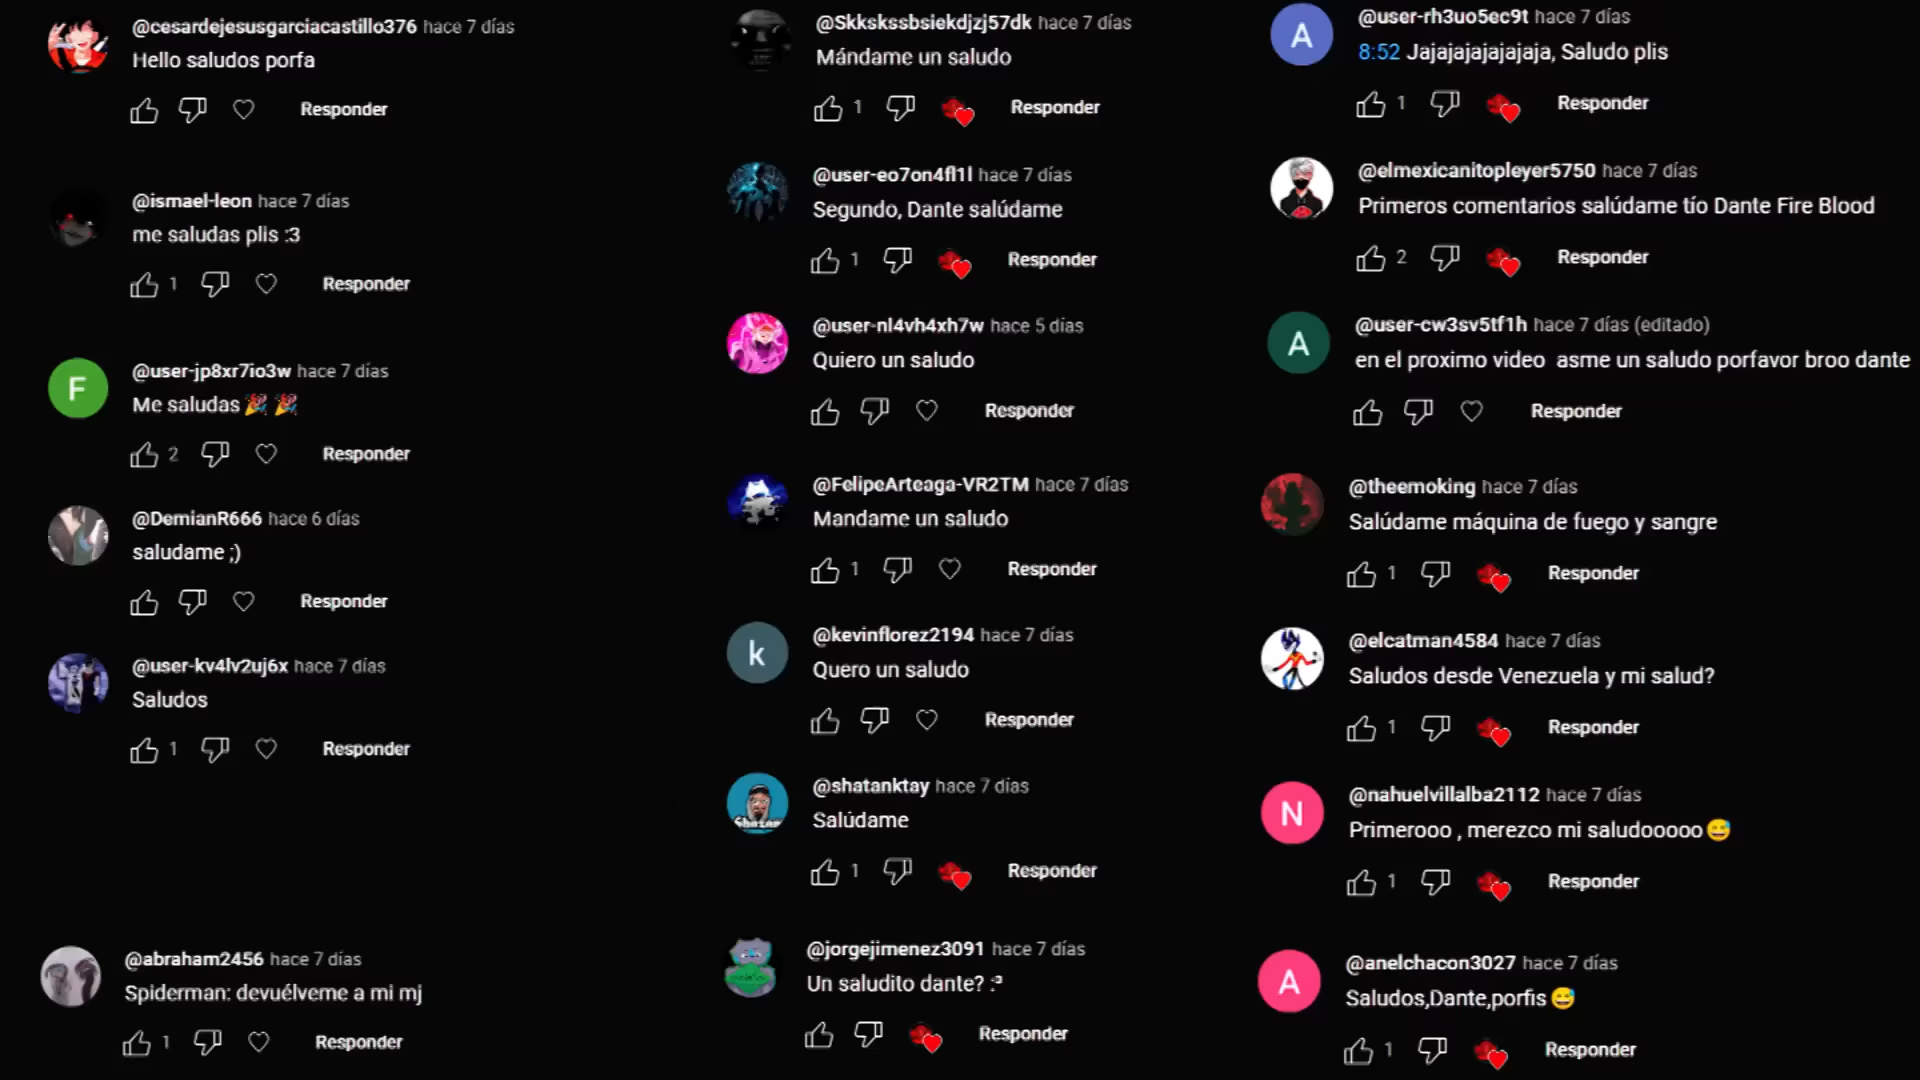 @cesardejesusgarciacastillo376 hace 7 días
Hello saludos porfa
Responder
@ismael-leon hace 7 días
me saludas plis :3
1 Responder
F
@user-jp8xr7io3w hace 7 días
Me saludas🎉 🎉
2 Responder
@DemianR666 hace 6 días
saludame ;)
Responder
@user-kv4lv2uj6x hace 7 días
Saludos
1 Responder
@abraham2456 hace 7 días
Spiderman: devuélveme a mi mj
1 Responder
@Skkskssbsiekdjzj57dk hace 7 días
Mándame un saludo
1 Responder
@user-eo7on4fl1l hace 7 días
Segundo, Dante salúdame
1 Responder
@user-nl4vh4xh7w hace 5 días
Quiero un saludo
Responder
@FelipeArteaga-VR2TM hace 7 días
Mandame un saludo
1 Responder
k
@kevinflorez2194 hace 7 días
Quero un saludo
Responder
Shazam
@shatanktay hace 7 días
Salúdame
1 Responder
@jorgejimenez3091 hace 7 días
Un saludito dante? :³
Responder
A
@user-rh3uo5ec9t hace 7 días
8:52 Jajajajajajaja, Saludo plis
1 Responder
@elmexicanitopleyer5750 hace 7 días
Primeros comentarios salúdame tío Dante Fire Blood
2 Responder
A
@user-cw3sv5tf1h hace 7 días (editado)
en el proximo video  asme un saludo porfavor broo dante
Responder
@theemoking hace 7 días
Salúdame máquina de fuego y sangre
1 Responder
@elcatman4584 hace 7 días
Saludos desde Venezuela y mi salud?
1 Responder
N
@nahuelvillalba2112 hace 7 días
Primerooo , merezco mi saludooooo😅
1 Responder
A
@anelchacon3027 hace 7 días
Saludos,Dante,porfis😅
1 Responder